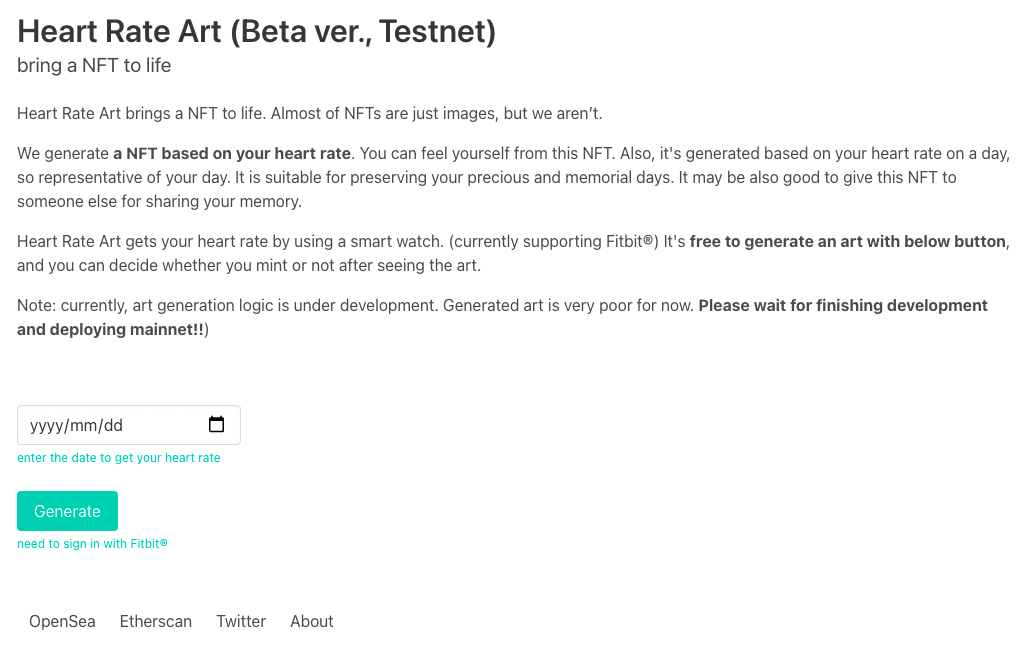 Heart Rate Art (Beta ver., Testnet)
bring a NFT to life
Heart Rate Art brings a NFT to life. Almost of NFTs are just images, but we aren’t.
We generate a NFT based on your heart rate. You can feel yourself from this NFT. Also, it's generated based on your heart rate on a day,
so representative of your day. It is suitable for preserving your precious and memorial days. It may be also good to give this NFT to
someone else for sharing your memory.
Heart Rate Art gets your heart rate by using a smart watch. (currently supporting Fitbit®) It's free to generate an art with below button,
and you can decide whether you mint or not after seeing the art.
Note: currently, art generation logic is under development. Generated art is very poor for now. Please wait for finishing development
and deploying mainnet!!)
yyyy/mm/dd
enter the date to get your heart rate
Generate
need to sign in with Fitbit®
OpenSea Etherscan Twitter About